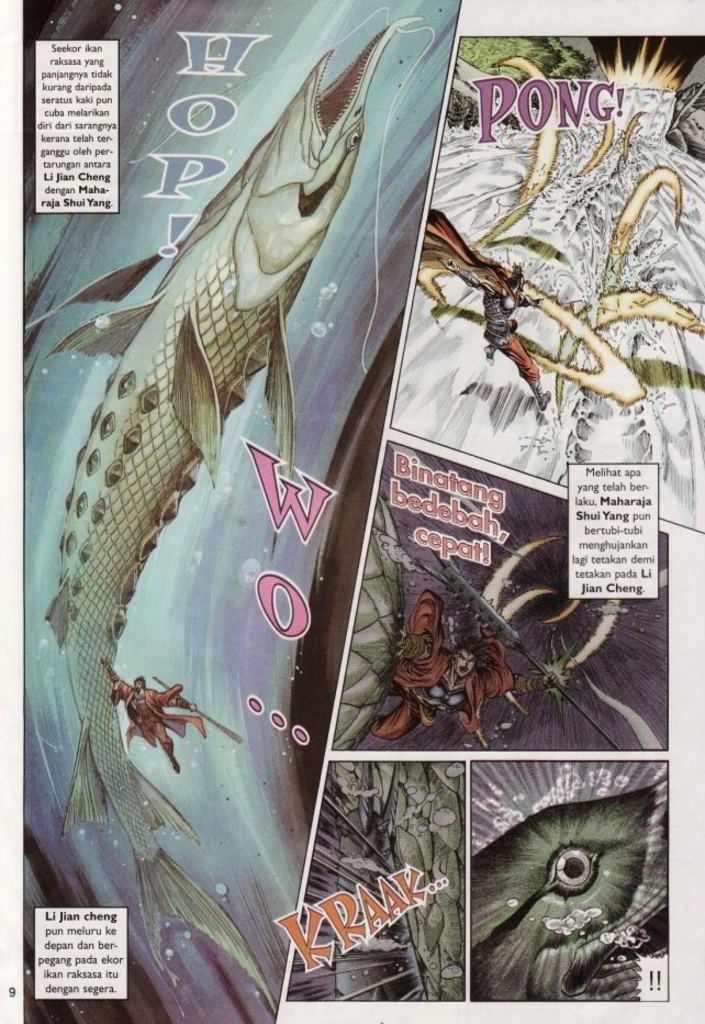 Seekor ikan
raksasa yang
panjangnya tidak
kurang daripada
seratus kaki pun
melarikan
diri dari sarangnya
kerana telah ter-
ganggu oleh per-
tarungan antara
Li Jian Cheng
dengan Maha-
raja Shui Yang.
HOP!
WO...
Li Jian cheng
pun meluru ke
depan dan ber-
pegang pada ekor
ikan raksasa itu
dengan segera.
PONG!
Melihat apa
yang telah ber-
laku, Maharaja
Shui Yang pun
bertubi-tubi
menghujankan
lagi tetakan demi
tetakan pada Li
Jian Cheng.
Binatang
bedebah,
cepat!
KRAAK...
!!
9